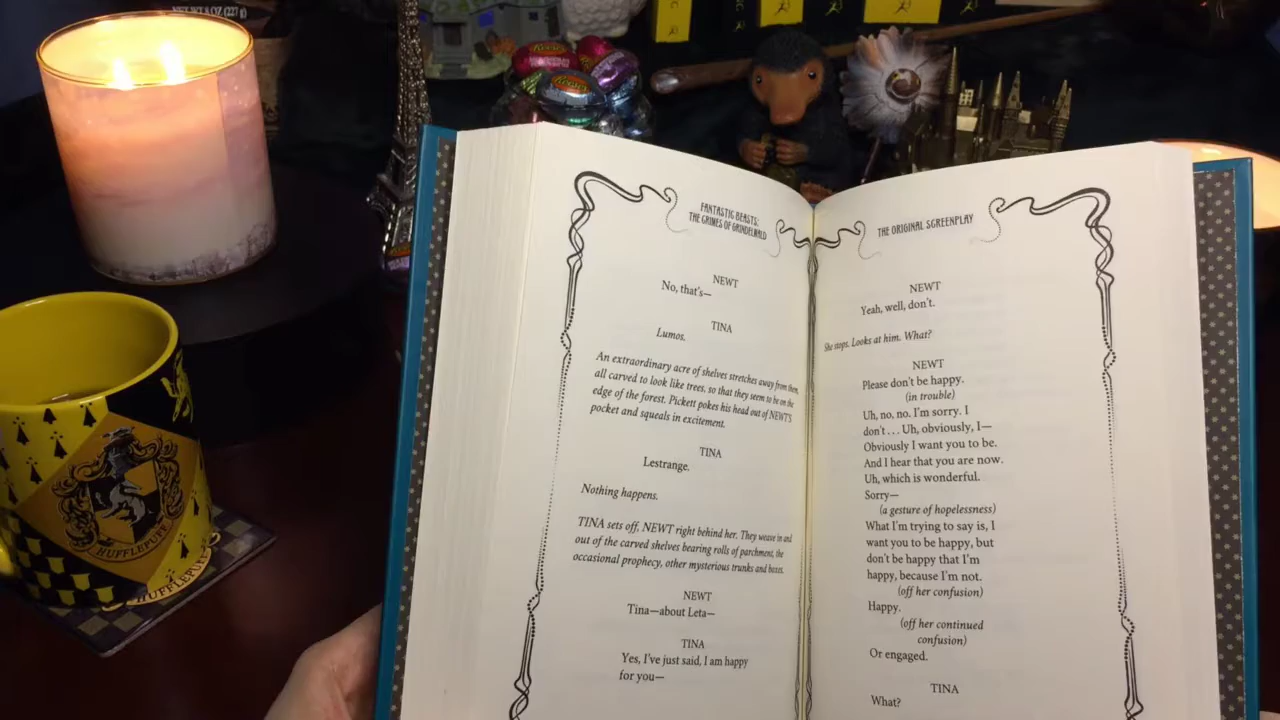 NET WT 8 OZ (227 g)
Reese's
Reese's
HUFFLEPUFF
HUFFLEPUFF
FANTASTIC BEASTS:
THE CRIMES OF GRINDELWALD
NEWT
No, that's—
TINA
Lumos.
An extraordinary acre of shelves stretches away from them,
all carved to look like trees, so that they seem to be on the
edge of the forest. Pickett pokes his head out of NEWT'S
pocket and squeals in excitement.
TINA
Lestrange.
Nothing happens.
TINA sets off, NEWT right behind her. They weave in and
out of the carved shelves bearing rolls of parchment, the
occasional prophecy, other mysterious trunks and boxes.
NEWT
Tina—about Leta—
TINA
Yes, I've just said, I am happy
for you—
THE ORIGINAL SCREENPLAY
NEWT
Yeah, well, don't.
She stops. Looks at him. What?
NEWT
Please don't be happy.
(in trouble)
Uh, no, no. I'm sorry. I
don't . . . Uh, obviously, I—
Obviously I want you to be.
And I hear that you are now.
Uh, which is wonderful.
Sorry—
(a gesture of hopelessness)
What I'm trying to say is, I
want you to be happy, but
don't be happy that I'm
happy, because I'm not.
(off her confusion)
Happy.
(off her continued
confusion)
Or engaged.
TINA
What?